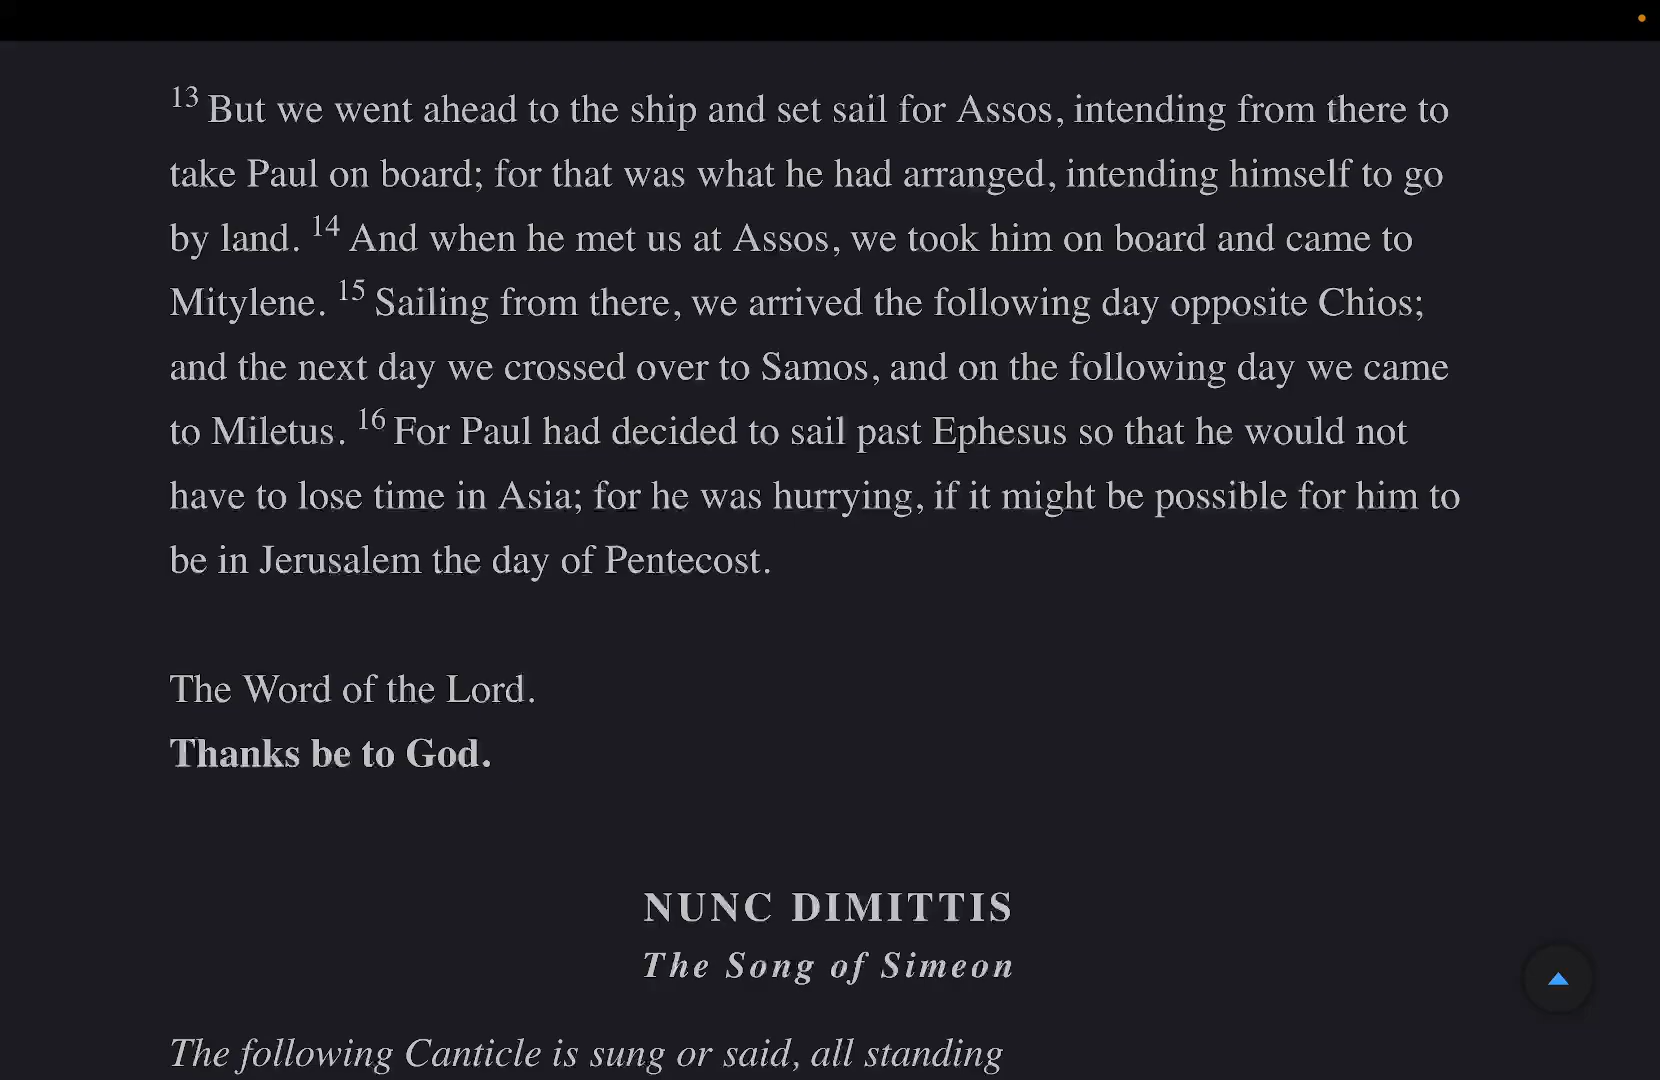 13 But we went ahead to the ship and set sail for Assos, intending from there to
take Paul on board; for that was what he had arranged, intending himself to go
by land. 14 And when he met us at Assos, we took him on board and came to
Mitylene. 15 Sailing from there, we arrived the following day opposite Chios;
and the next day we crossed over to Samos, and on the following day we came
to Miletus. 16 For Paul had decided to sail past Ephesus so that he would not
have to lose time in Asia; for he was hurrying, if it might be possible for him to
be in Jerusalem the day of Pentecost.
The Word of the Lord.
Thanks be to God.
NUNC DIMITTIS
The Song of Simeon
The following Canticle is sung or said, all standing